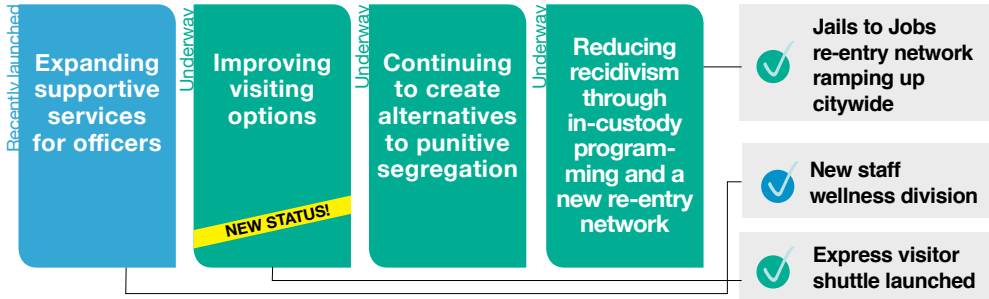 Recently launched
Expanding
supportive
services
for officers
Underway
Improving
visiting
options
NEW STATUS!
Underway
Continuing
to create
alternatives
to punitive
segregation
Underway
Reducing
recidivism
through
in-custody
program-
ming and a
new re-entry
network
Jails to Jobs
re-entry network
ramping up
citywide
New staff
wellness division
Express visitor
shuttle launched